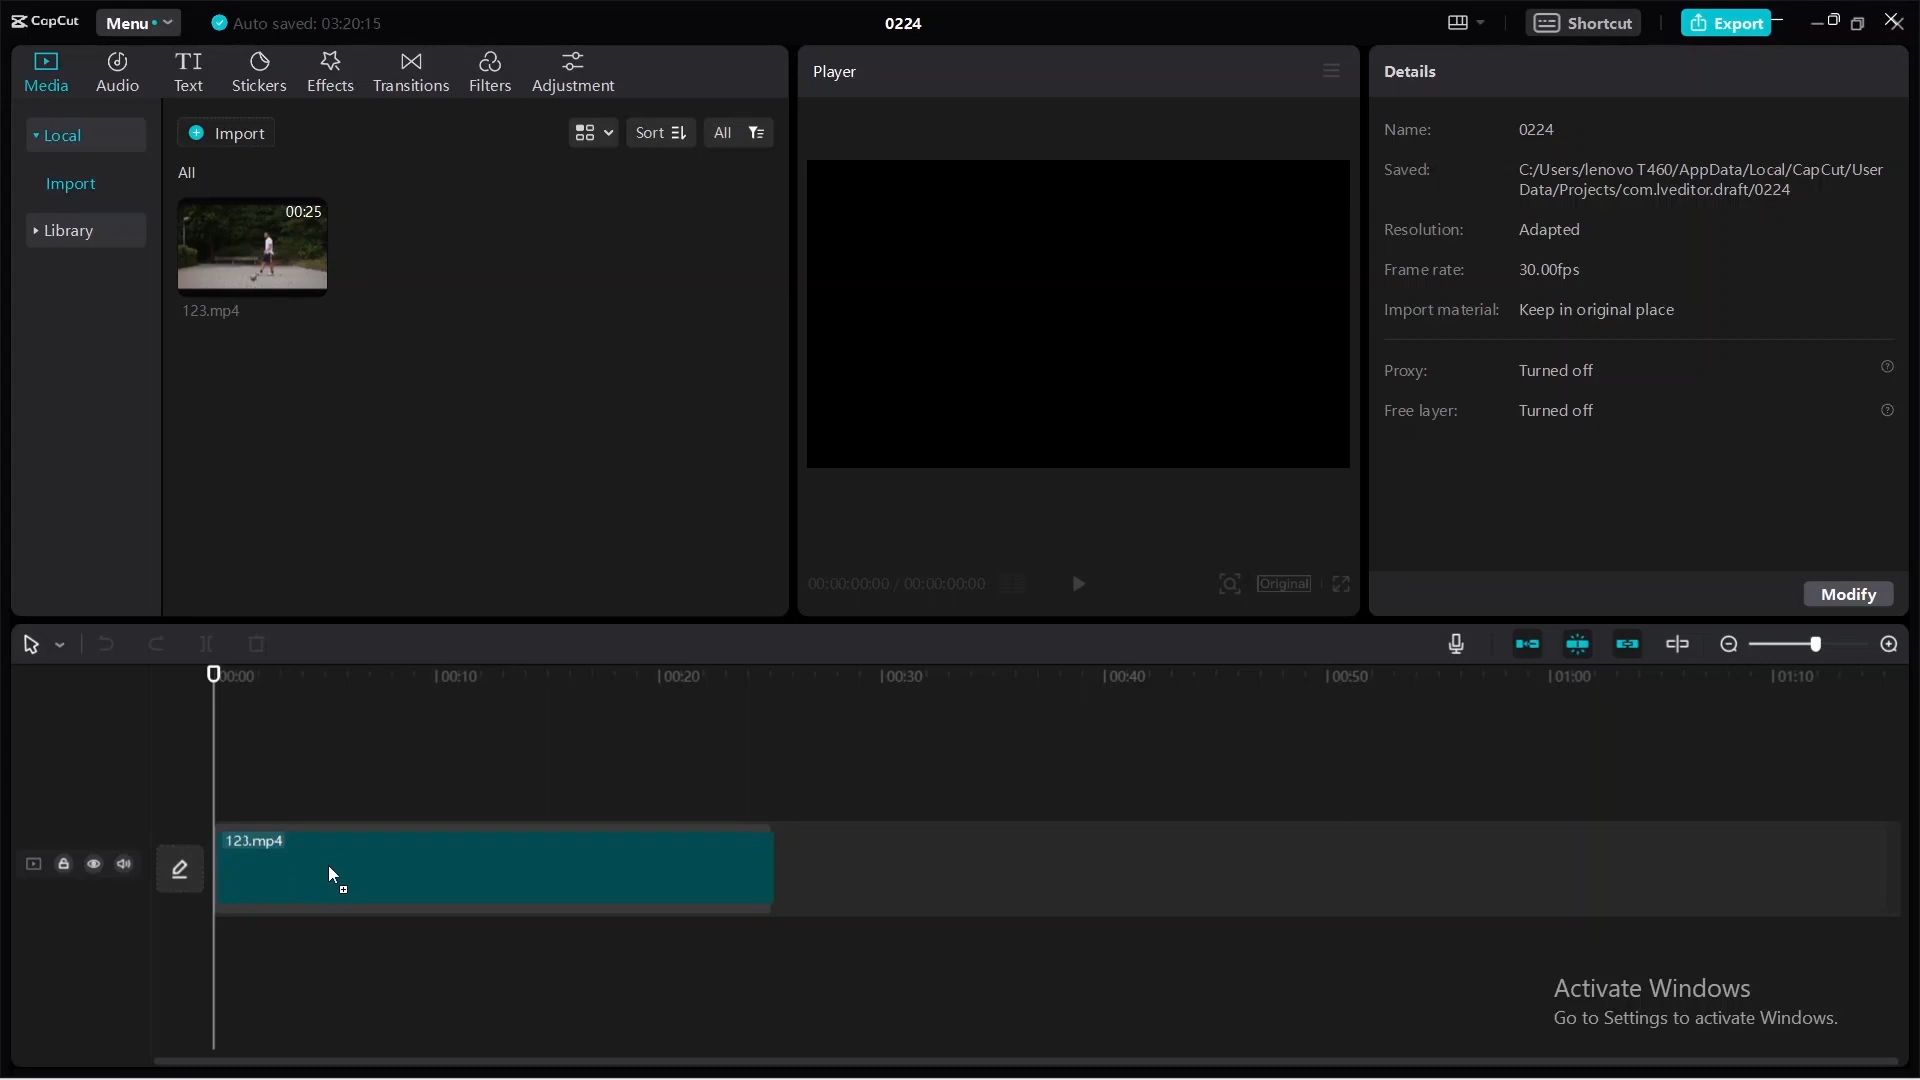 CapCut
Menu
Auto saved: 03:20:15
0224
Shortcut
Export
Media
Audio
Text
Stickers
Effects
Transitions
Filters
Adjustment
Local
Import
Library
Import
Sort
All
All
00:25
123.mp4
Player
00:00:00:00 / 00:00:00:00
Original
Details
Name: 0224
Saved: C:/Users/lenovo T460/AppData/Local/CapCut/User
Data/Projects/com.lveditor.draft/0224
Resolution: Adapted
Frame rate: 30.00fps
Import material: Keep in original place
Proxy: Turned off
Free layer: Turned off
Modify
00:00 00:10 00:20 00:30 00:40 00:50 01:00 01:10
123.mp4
Activate Windows
Go to Settings to activate Windows.